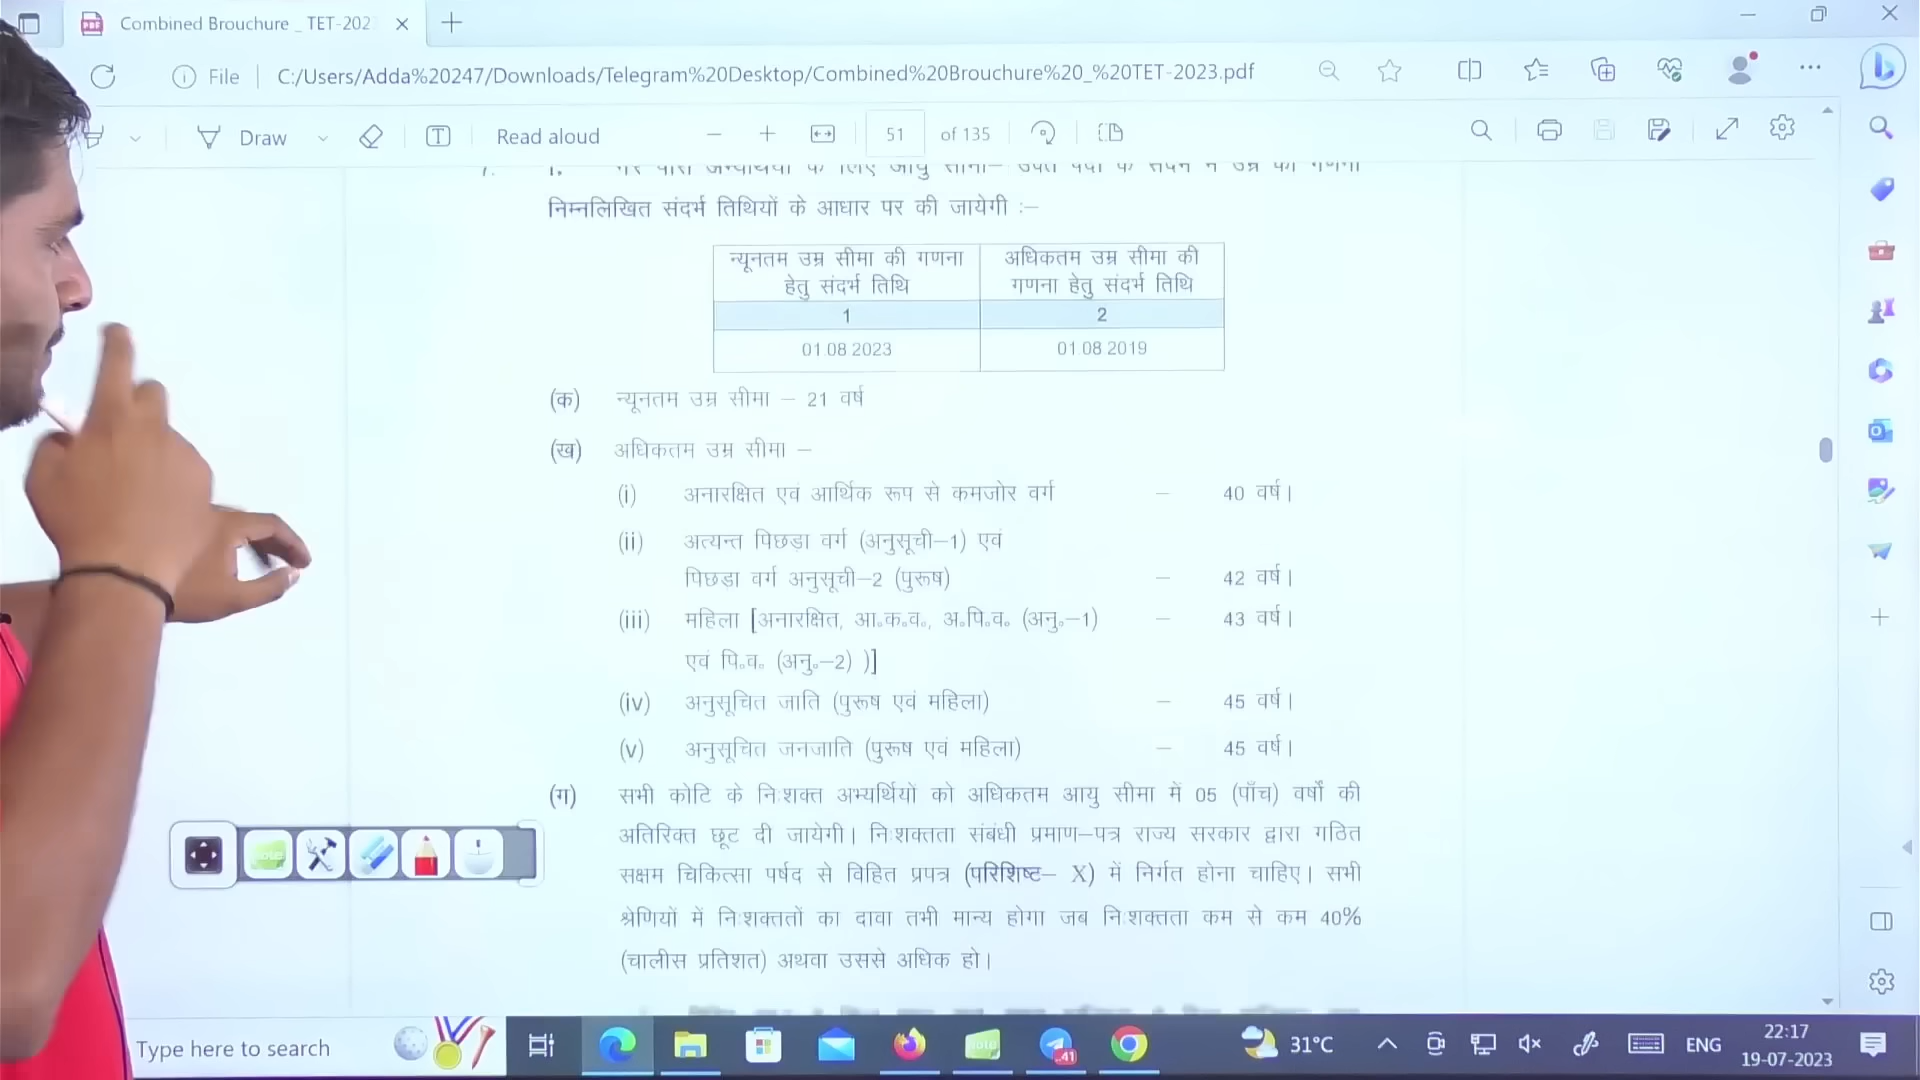 Combined Brouchure _ TET-202
File
C:/Users/Adda%20247/Downloads/Telegram%20Desktop/Combined%20Brouchure%20_%20TET-2023.pdf
Draw
Read aloud
51 of 135
निम्नलिखित संदर्भ तिथियों के आधार पर की जायेगी :–
न्यूनतम उम्र सीमा की गणना हेतु संदर्भ तिथि
अधिकतम उम्र सीमा की गणना हेतु संदर्भ तिथि
1 2
01.08.2023 01.08.2019
(क) न्यूनतम उम्र सीमा – 21 वर्ष
(ख) अधिकतम उम्र सीमा –
(i) अनारक्षित एवं आर्थिक रूप से कमजोर वर्ग – 40 वर्ष।
(ii) अत्यन्त पिछडा वर्ग (अनुसूची–1) एवं
पिछड़ा वर्ग अनुसूची–2 (पुरूष) – 42 वर्ष।
(iii) महिला [अनारक्षित, आ०क०व०, अ०पि०व० (अनु०–1) – 43 वर्ष।
एवं पि०व० (अनु०–2) )]
(iv) अनुसूचित जाति (पुरूष एवं महिला) – 45 वर्ष।
(v) अनुसूचित जनजाति (पुरूष एवं महिला) – 45 वर्ष।
(ग) सभी कोटि के निःशक्त अभ्यर्थियों को अधिकतम आयु सीमा में 05 (पाँच) वर्षों की
अतिरिक्त छूट दी जायेगी। निःशक्तता संबंधी प्रमाण–पत्र राज्य सरकार द्वारा गठित
सक्षम चिकित्सा पर्षद से विहित प्रपत्र (परिशिष्ट– X) में निर्गत होना चाहिए। सभी
श्रेणियों में निःशक्ततों का दावा तभी मान्य होगा जब निःशक्तता कम से कम 40%
(चालीस प्रतिशत) अथवा उससे अधिक हो।
Type here to search
31°C
ENG
22:17
19-07-2023